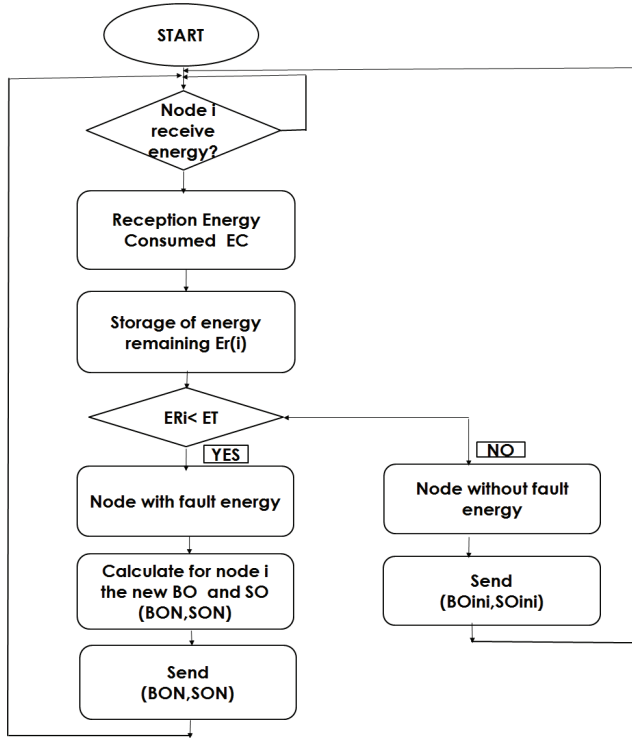 START
Node i
receive
energy?
Reception Energy
Consumed EC
Storage of energy
remaining Er(i)
ERi< ET
YES
NO
Node with fault energy
Node without fault
energy
Calculate for node i
the new BO and SO
(BON,SON)
Send
(BOini,SOini)
Send
(BON,SON)